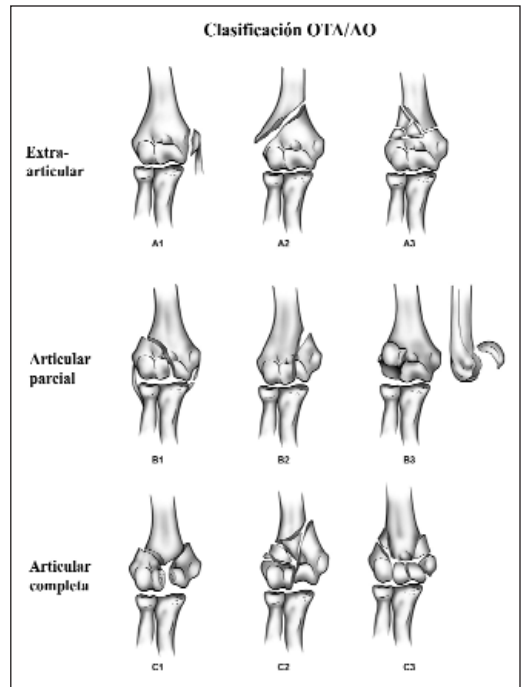 Clasificación OTA/AO
Extra-
articular
A1 A2 A3
Articular
parcial
B1 B2 B3
Articular
completa
C1 C2 C3